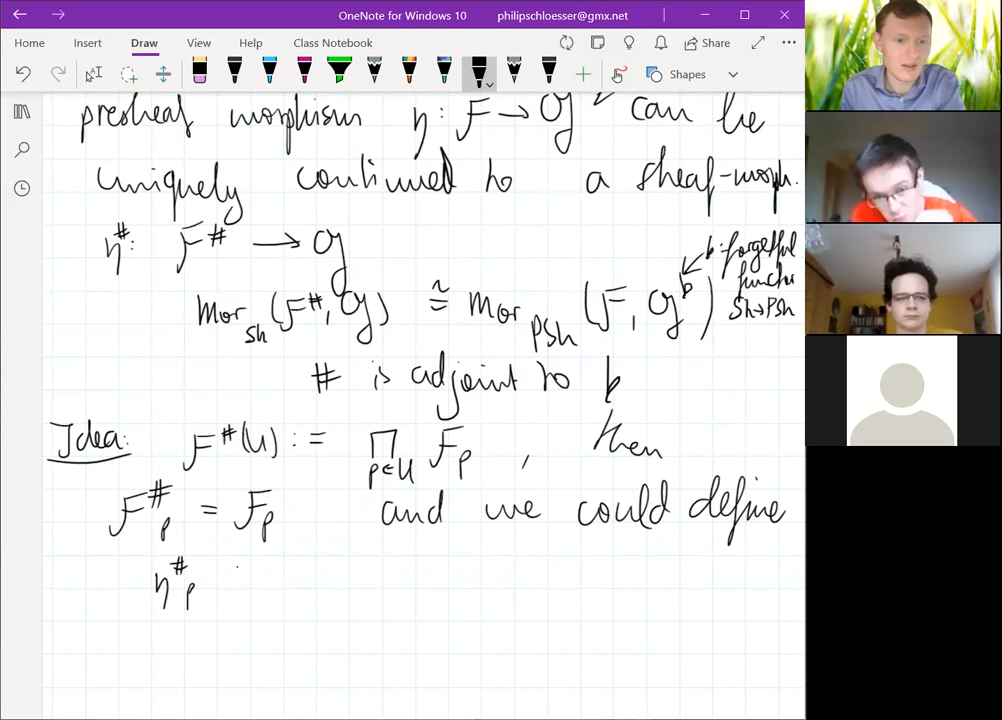 OneNote for Windows 10 philipschloesser@gmx.net
Home Insert Draw View Help Class Notebook Share
Shapes
presheaf morphism η: F → G♭ can be
uniquely continued to a sheaf-morph.
η^#: F^# → G
b: forgetful
functor
Sh→PSh
Mor_Sh (F^#, G) ≅ Mor_PSh (F, G^b)
# is adjoint to b
Idea: F^#(U) := ∏_{p∈U} F_p , then
F^#_p = F_p and we could define
η^#_p